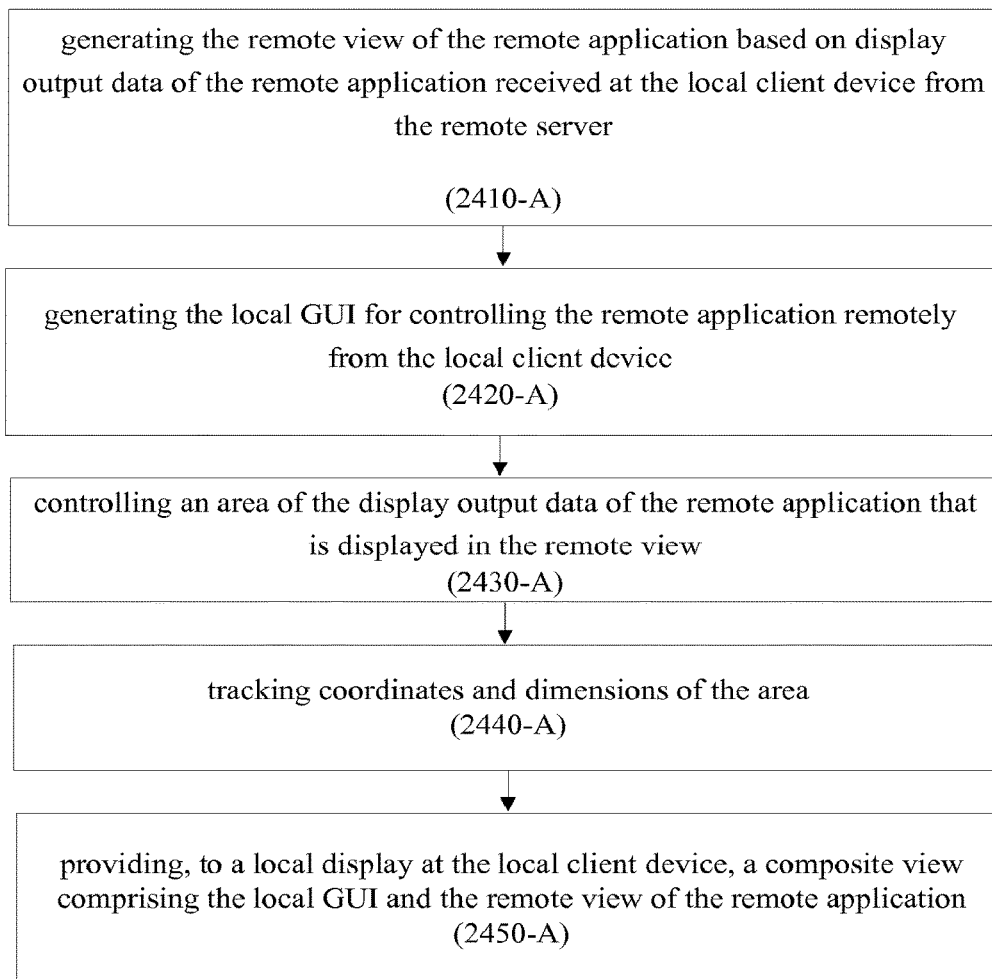 generating the remote view of the remote application based on display
output data of the remote application received at the local client device from
the remote server
(2410-A)
generating the local GUI for controlling the remote application remotely
from the local client device
(2420-A)
controlling an area of the display output data of the remote application that
is displayed in the remote view
(2430-A)
tracking coordinates and dimensions of the area
(2440-A)
providing, to a local display at the local client device, a composite view
comprising the local GUI and the remote view of the remote application
(2450-A)